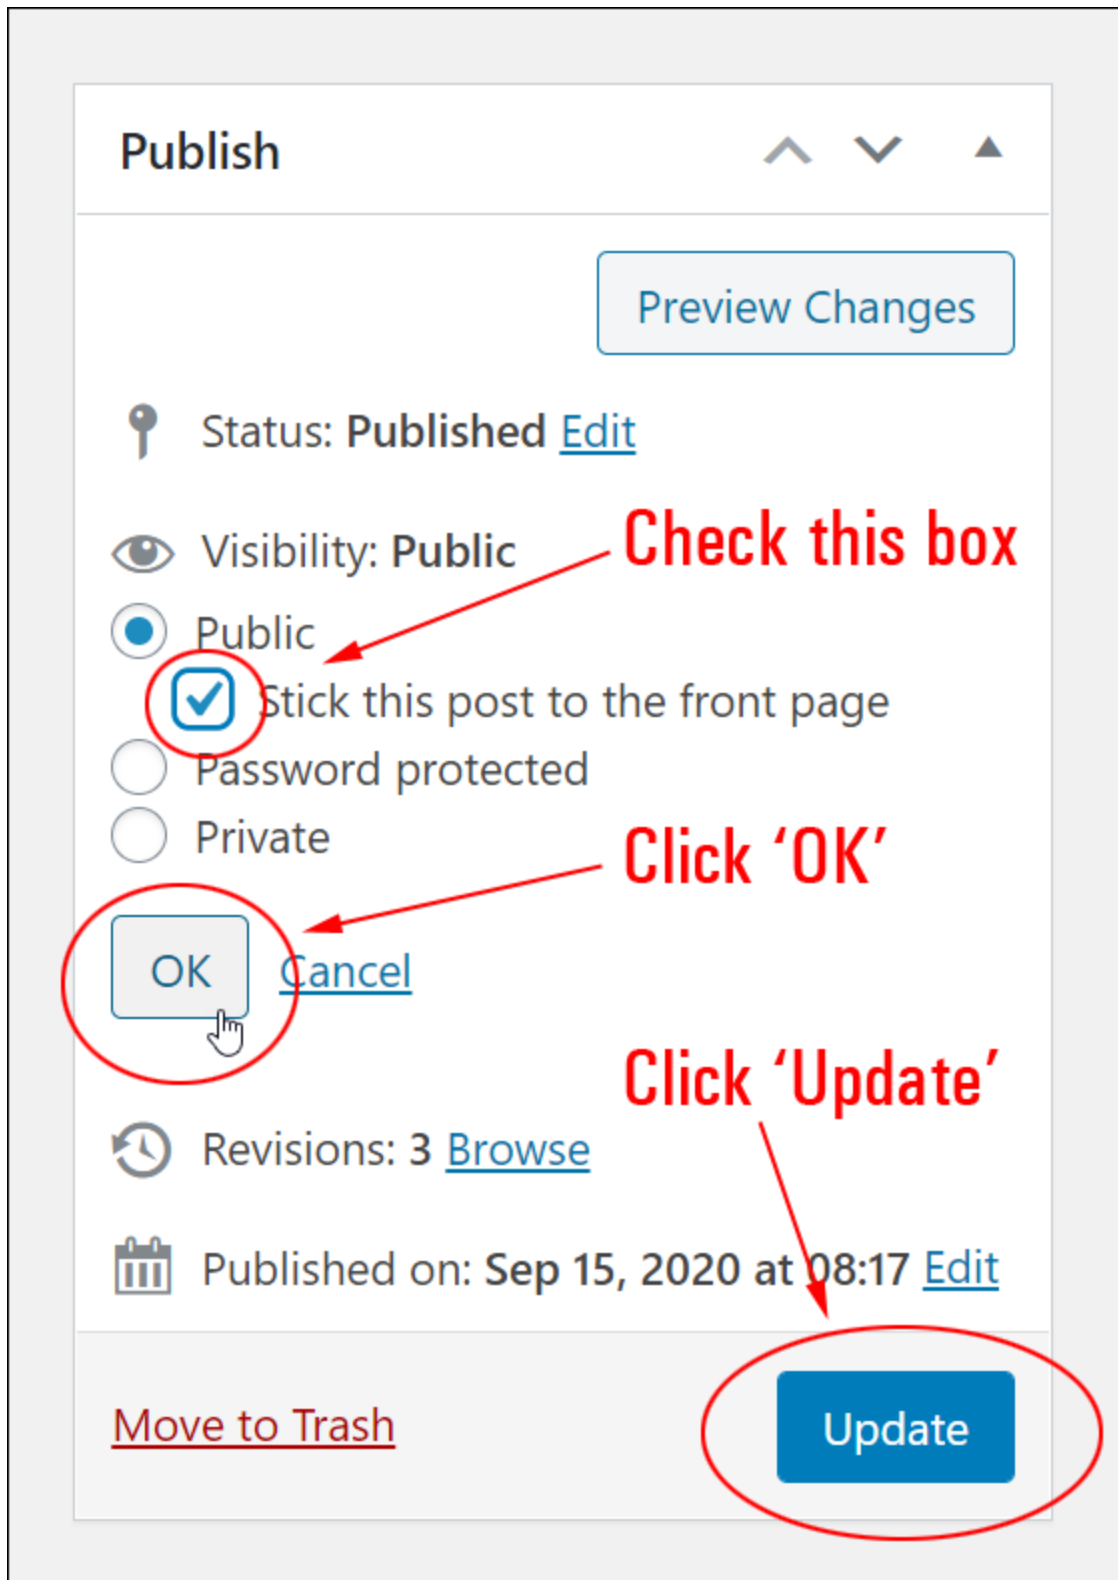 Publish
Preview Changes
Status: Published Edit
Check this box
Visibility: Public
Public
Stick this post to the front page
Password protected
Private
Click ‘OK’
OK Cancel
Click ‘Update’
Revisions: 3 Browse
Published on: Sep 15, 2020 at 08:17 Edit
Move to Trash
Update